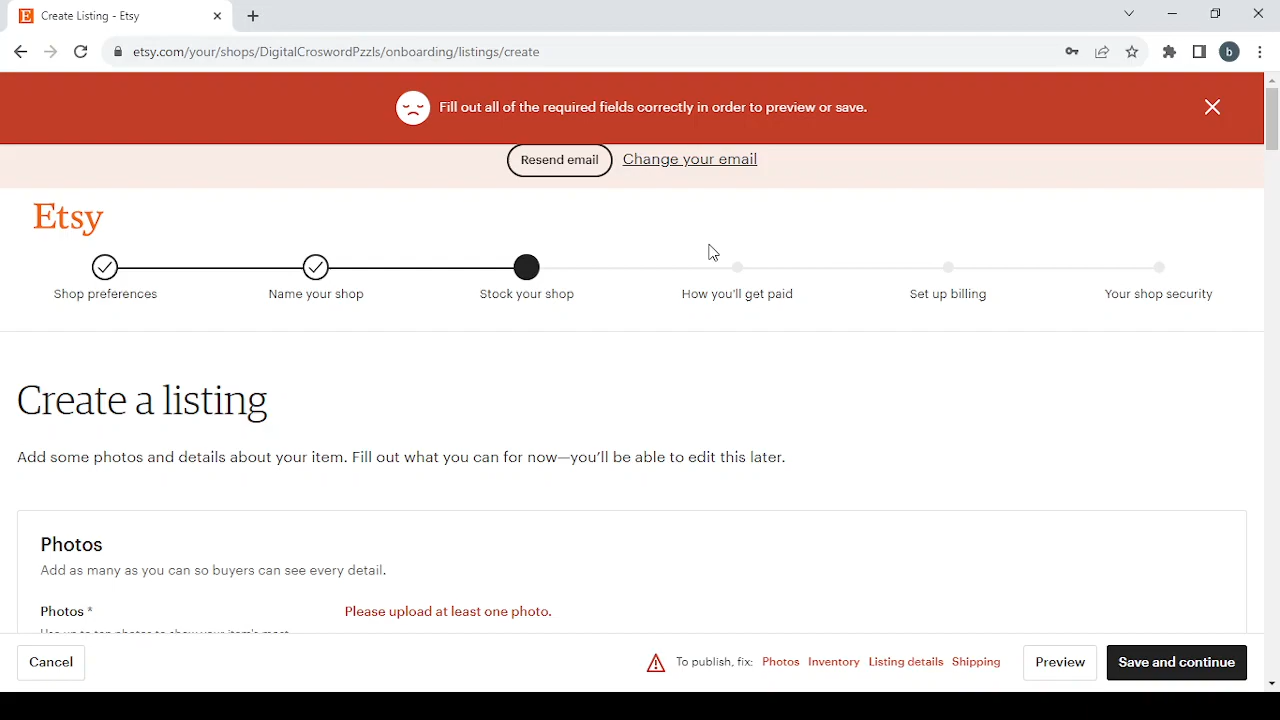 Create Listing - Etsy
etsy.com/your/shops/DigitalCroswordPzzls/onboarding/listings/create
b
Fill out all of the required fields correctly in order to preview or save.
Resend email
Change your email
Etsy
Shop preferences
Name your shop
Stock your shop
How you'll get paid
Set up billing
Your shop security
Create a listing
Add some photos and details about your item. Fill out what you can for now—you'll be able to edit this later.
Photos
Add as many as you can so buyers can see every detail.
Photos *
Please upload at least one photo.
Cancel
To publish, fix: Photos Inventory Listing details Shipping
Preview
Save and continue